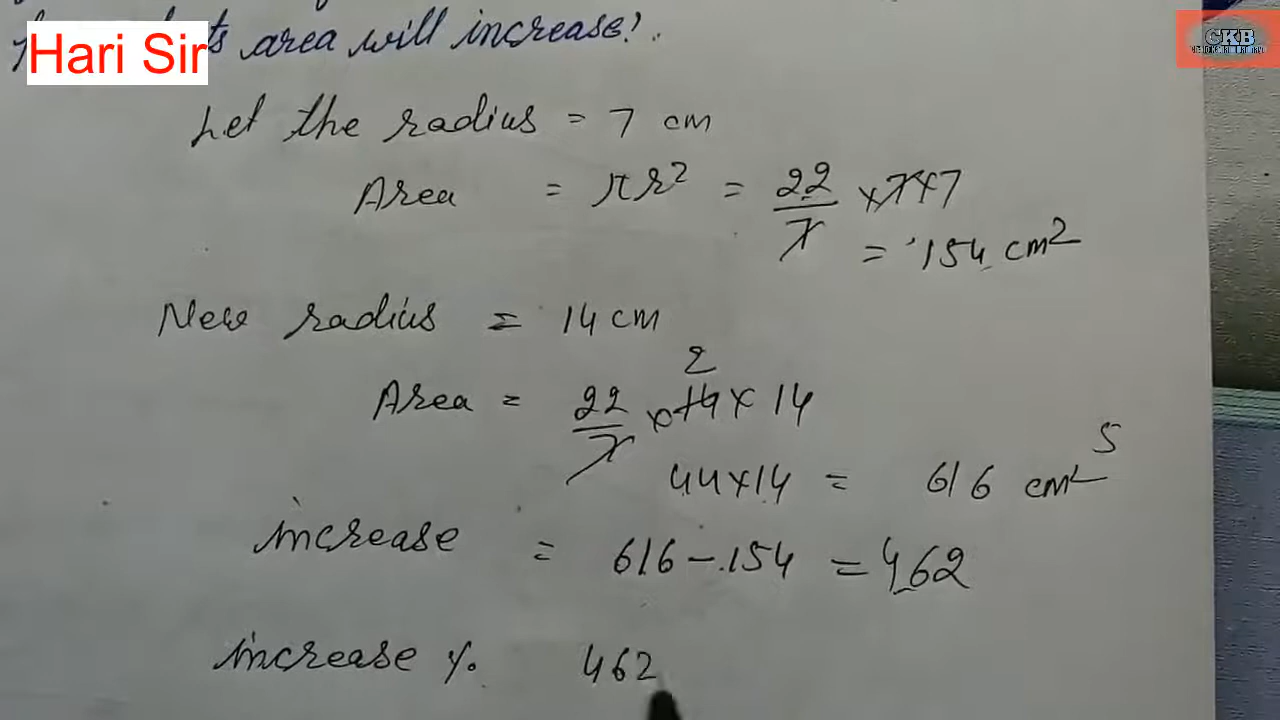 area will increase?
Hari Sir
GKB
Let the radius = 7 cm
Area = πr² = 22/7 × 7 × 7
= 154 cm²
New radius = 14 cm
2
Area = 22/7 × 14 × 14
44 × 14 = 616 cm²
5
increase = 616 - 154 = 462
increase %. 462